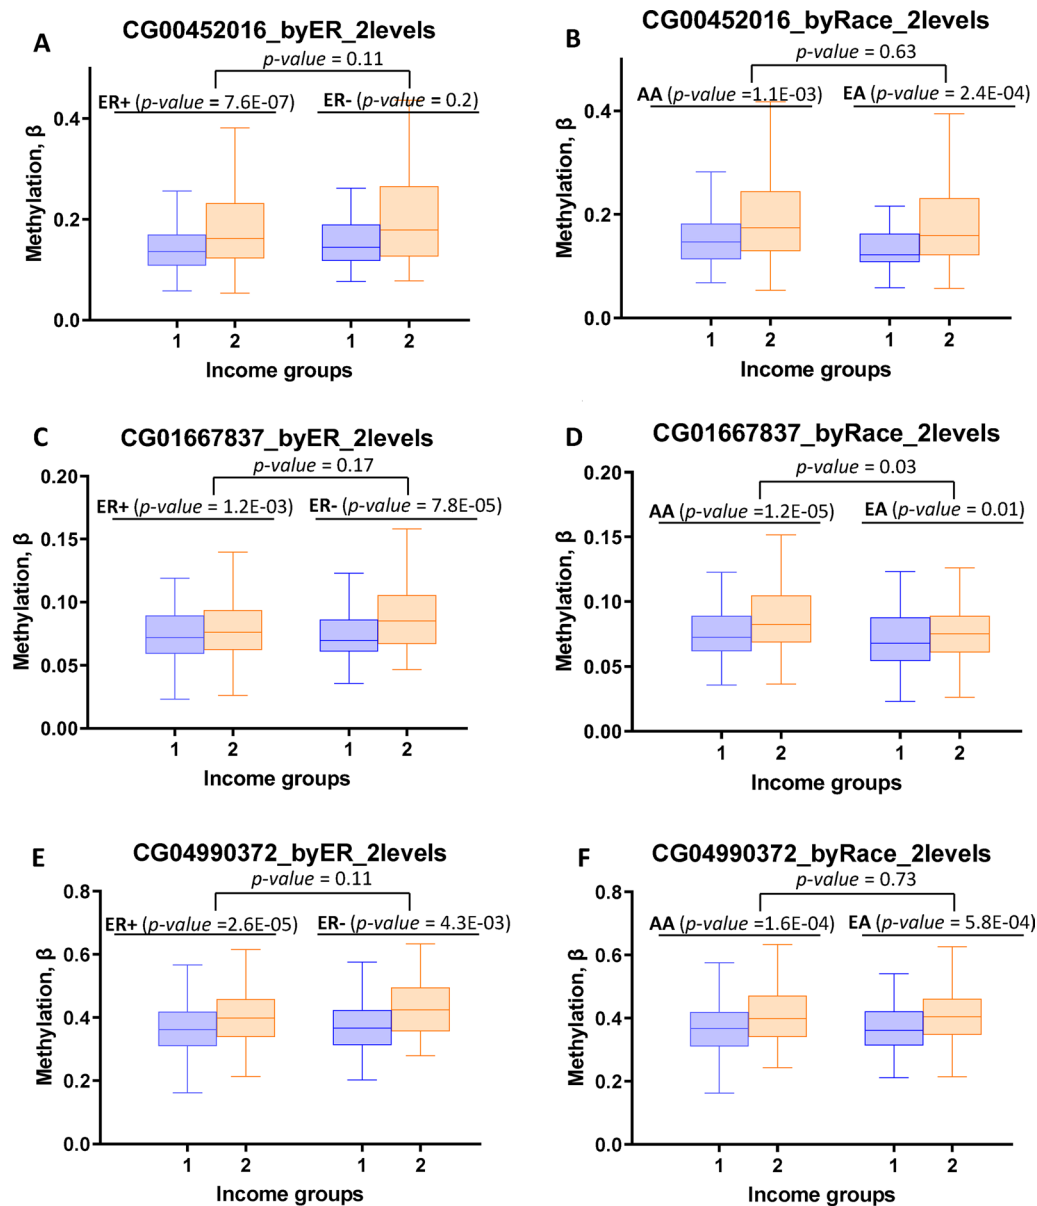 A
CG00452016_byER_2levels
p-value = 0.11
ER+ (p-value = 7.6E-07)
ER- (p-value = 0.2)
Methylation, β
0.4
0.2
0.0
1
2
1
2
Income groups
B
CG00452016_byRace_2levels
p-value = 0.63
AA (p-value =1.1E-03)
EA (p-value = 2.4E-04)
Methylation, β
0.4
0.2
0.0
1
2
1
2
Income groups
C
CG01667837_byER_2levels
p-value = 0.17
ER+ (p-value = 1.2E-03)
ER- (p-value = 7.8E-05)
Methylation, β
0.20
0.15
0.10
0.05
0.00
1
2
1
2
Income groups
D
CG01667837_byRace_2levels
p-value = 0.03
AA (p-value =1.2E-05)
EA (p-value = 0.01)
Methylation, β
0.20
0.15
0.10
0.05
0.00
1
2
1
2
Income groups
E
CG04990372_byER_2levels
p-value = 0.11
ER+ (p-value =2.6E-05)
ER- (p-value = 4.3E-03)
Methylation, β
0.8
0.6
0.4
0.2
0.0
1
2
1
2
Income groups
F
CG04990372_byRace_2levels
p-value = 0.73
AA (p-value =1.6E-04)
EA (p-value = 5.8E-04)
Methylation, β
0.8
0.6
0.4
0.2
0.0
1
2
1
2
Income groups